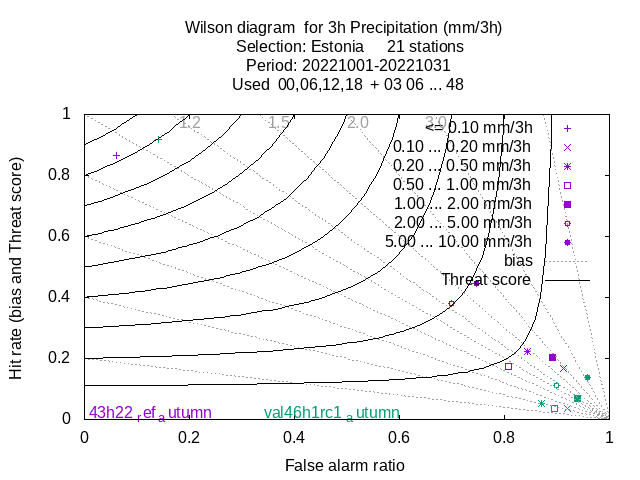 Wilson diagram  for 3h Precipitation (mm/3h)
Selection: Estonia     21 stations
Period: 20221001-20221031
Used  00,06,12,18  + 03 06 ... 48
1.2 1.5 2.0 3.0
<= 0.10 mm/3h
0.10 ... 0.20 mm/3h
0.20 ... 0.50 mm/3h
0.50 ... 1.00 mm/3h
1.00 ... 2.00 mm/3h
2.00 ... 5.00 mm/3h
5.00 ... 10.00 mm/3h
bias
Threat score
Hit rate (bias and Threat score)
1
0.8
0.6
0.4
0.2
0
43h22ref autumn val46h1rc1autumn
0 0.2 0.4 0.6 0.8 1
False alarm ratio